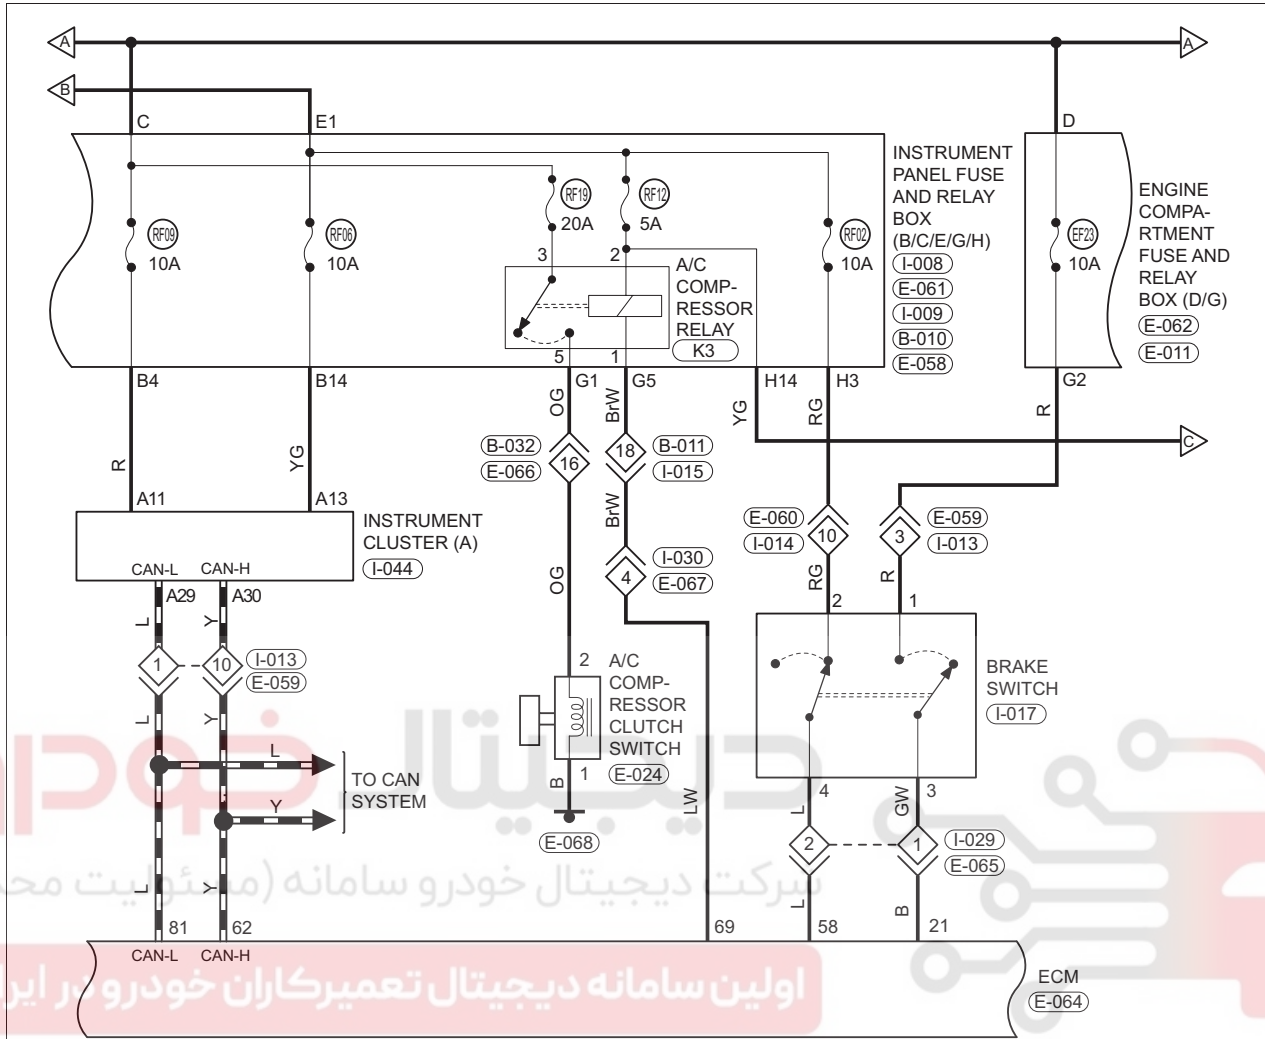 A
A
B
C
E1
D
INSTRUMENT
PANEL FUSE
AND RELAY
BOX
(B/C/E/G/H)
I-008
E-061
I-009
B-010
E-058
ENGINE
COMPA-
RTMENT
FUSE AND
RELAY
BOX (D/G)
E-062
E-011
RF09
10A
RF06
10A
RF19
20A
RF12
5A
RF02
10A
EF23
10A
3
2
A/C
COMP-
RESSOR
RELAY
K3
5
1
B4
B14
G1
G5
H14
H3
G2
R
YG
OG
BrW
YG
RG
R
C
B-032
E-066
16
18
B-011
I-015
BrW
A11
A13
INSTRUMENT
CLUSTER (A)
I-044
CAN-L
CAN-H
E-060
I-014
10
3
E-059
I-013
OG
I-030
E-067
4
RG
R
A29
A30
L
Y
2
1
1
10
I-013
E-059
2
A/C
COMP-
RESSOR
CLUTCH
SWITCH
E-024
1
B
E-068
BRAKE
SWITCH
I-017
L
Y
L
Y
TO CAN
SYSTEM
LW
4
3
L
GW
2
1
I-029
E-065
دیجیتال خودرو
شرکت دیجیتال خودرو سامانه (مسئولیت
L
Y
L
B
81
62
69
58
21
CAN-L
CAN-H
ECM
E-064
اولین سامانه دیجیتال تعمیرکاران خودرو در